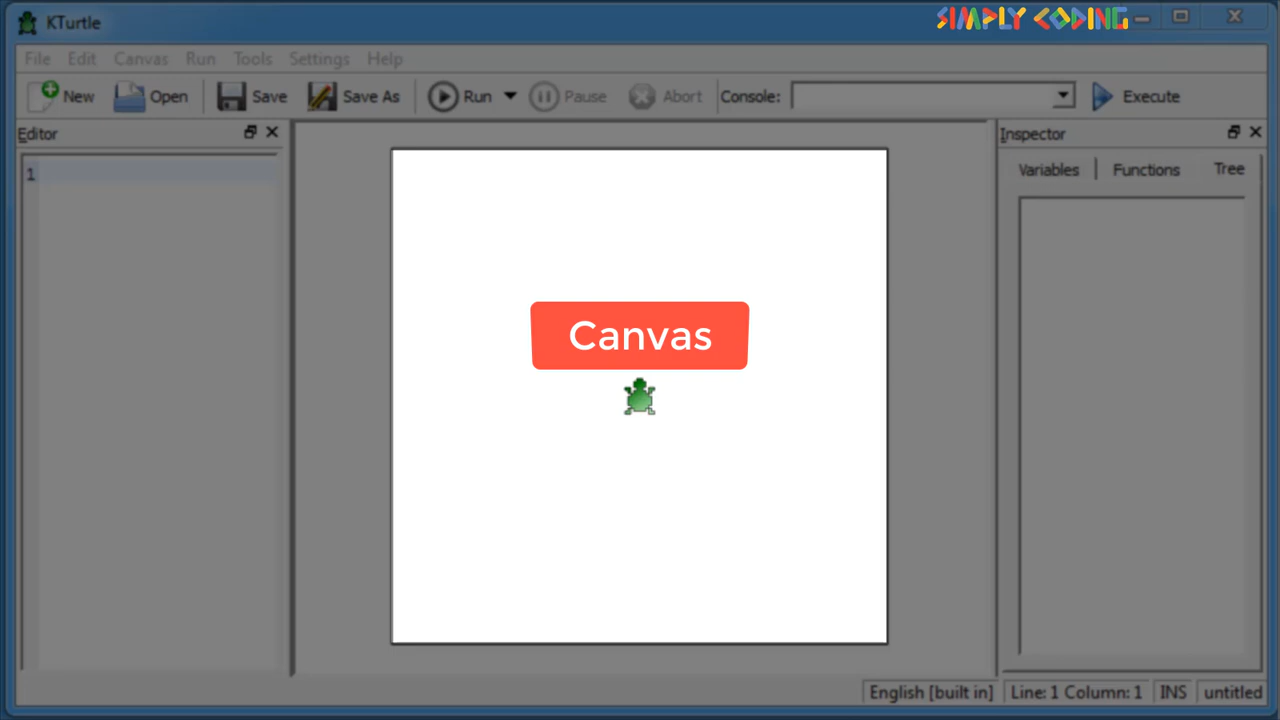 KTurtle
SIMPLY CODING
File Edit Canvas Run Tools Settings Help
New Open Save Save As Run Pause Abort Console: Execute
Editor
Inspector
1
Variables Functions Tree
Canvas
English [built in] Line: 1 Column: 1 INS untitled